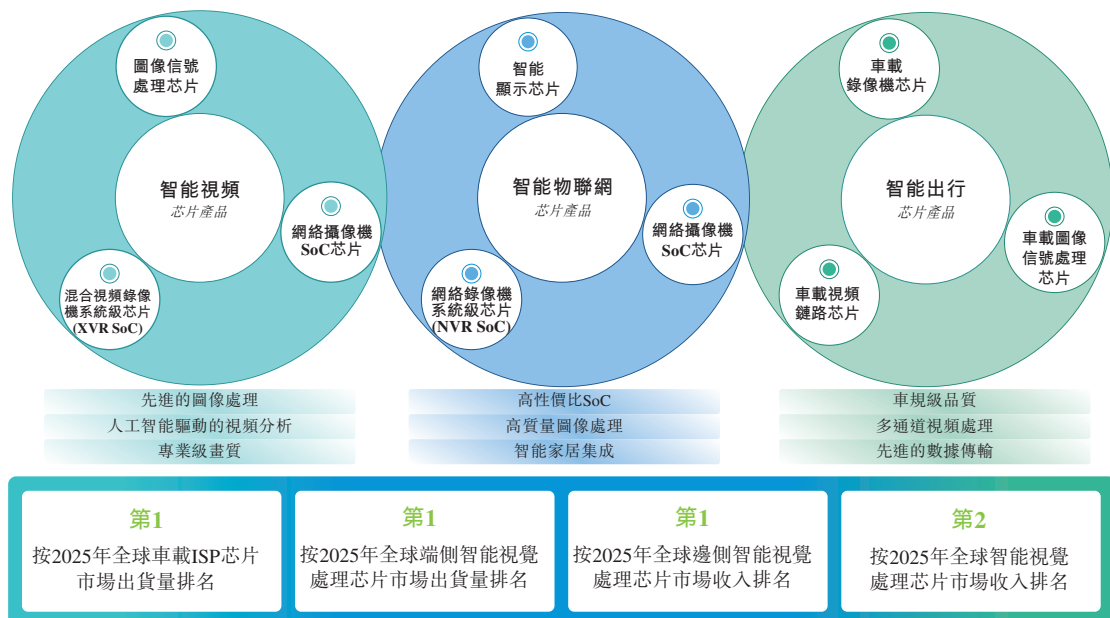 圖像信號
處理芯片
智能視頻
芯片產品
網絡攝像機
SoC芯片
混合視頻錄像
機系統級芯片
(XVR SoC)
智能
顯示芯片
智能物聯網
芯片產品
網絡攝像機
SoC芯片
網絡錄像機
系統級芯片
(NVR SoC)
車載
錄像機芯片
智能出行
芯片產品
車載圖像
信號處理
芯片
車載視頻
鏈路芯片
先進的圖像處理
人工智能驅動的視頻分析
專業級畫質
高性價比SoC
高質量圖像處理
智能家居集成
車規級品質
多通道視頻處理
先進的數據傳輸
第1
按2025年全球車載ISP芯片
市場出貨量排名
第1
按2025年全球端側智能視覺
處理芯片市場出貨量排名
第1
按2025年全球邊側智能視覺
處理芯片市場收入排名
第2
按2025年全球智能視覺
處理芯片市場收入排名